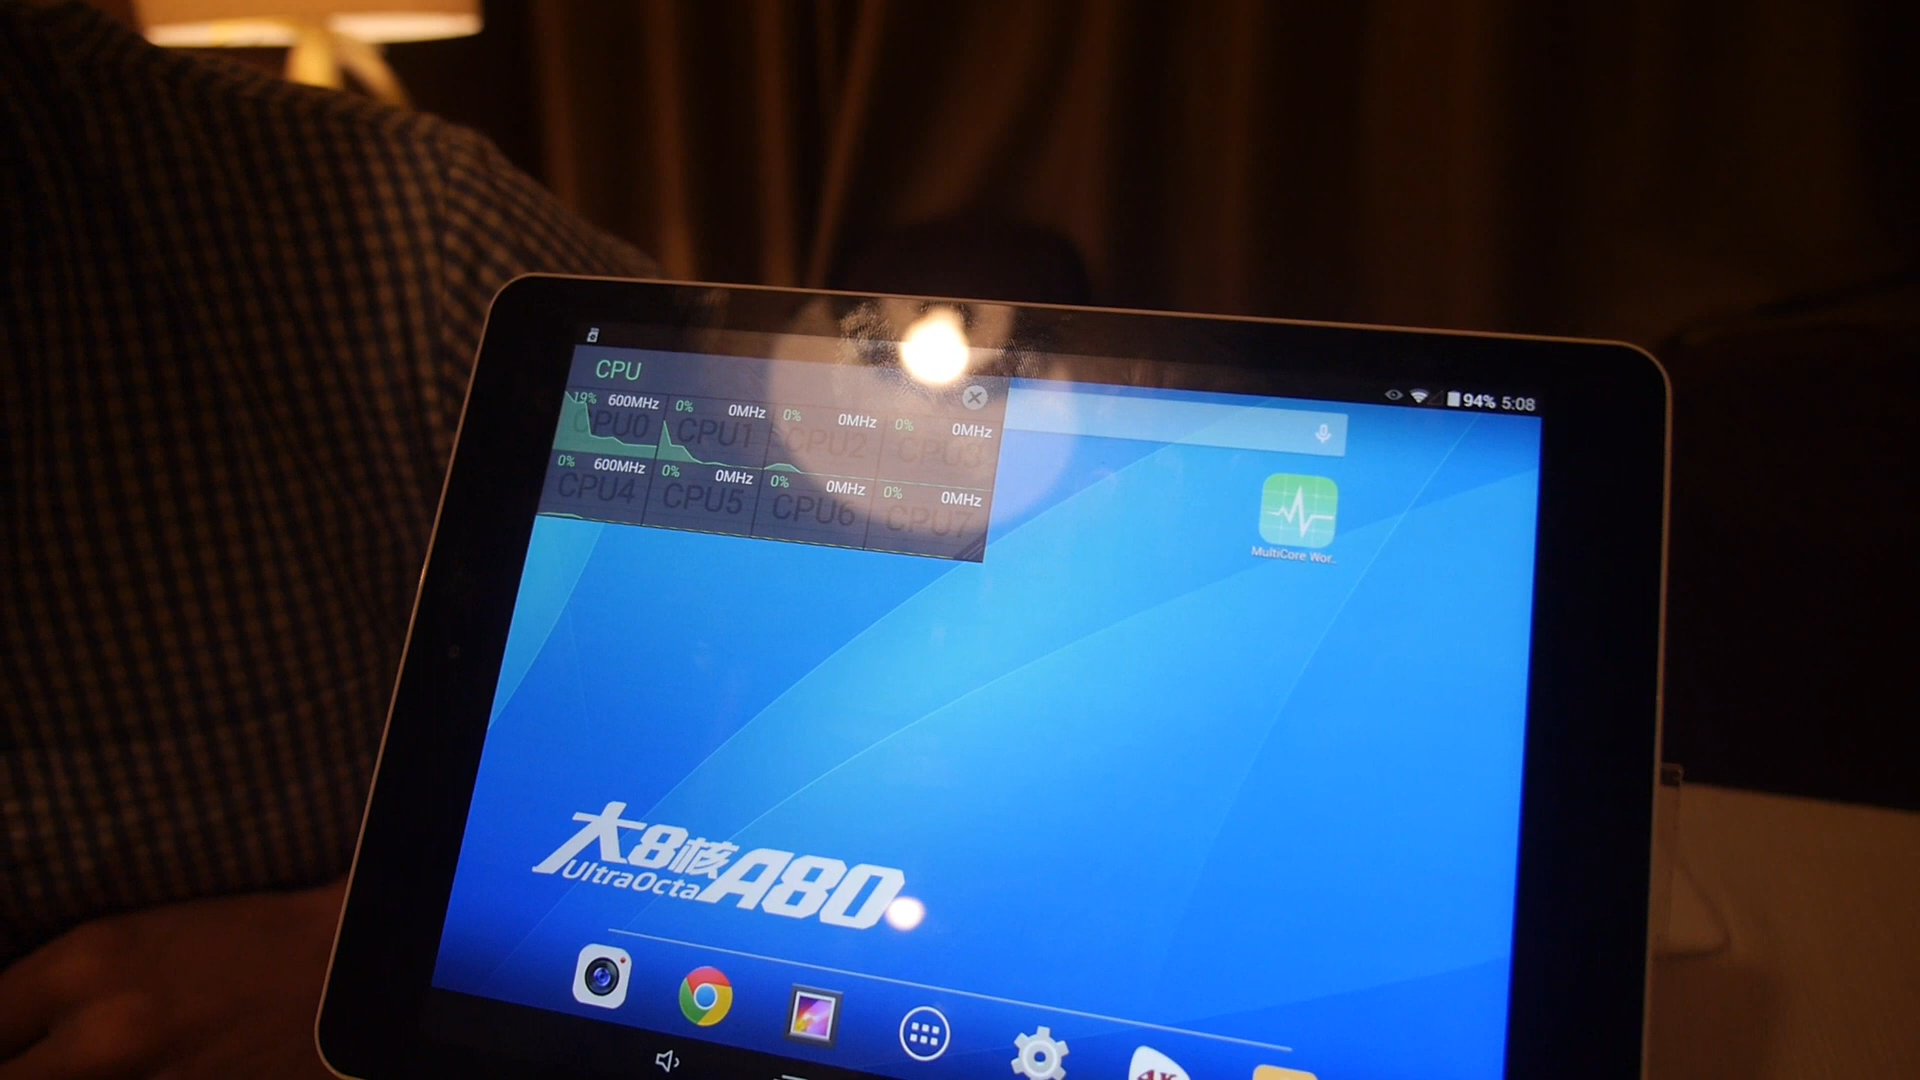 94% 5:08
CPU
19% 600MHz 0% 0MHz 0% 0MHz 0% 0MHz
CPU0 CPU1 CPU2 CPU3
0% 600MHz 0% 0MHz 0% 0MHz 0% 0MHz
CPU4 CPU5 CPU6 CPU7
MultiCore Wor..
大8核 A80
UltraOcta
4K